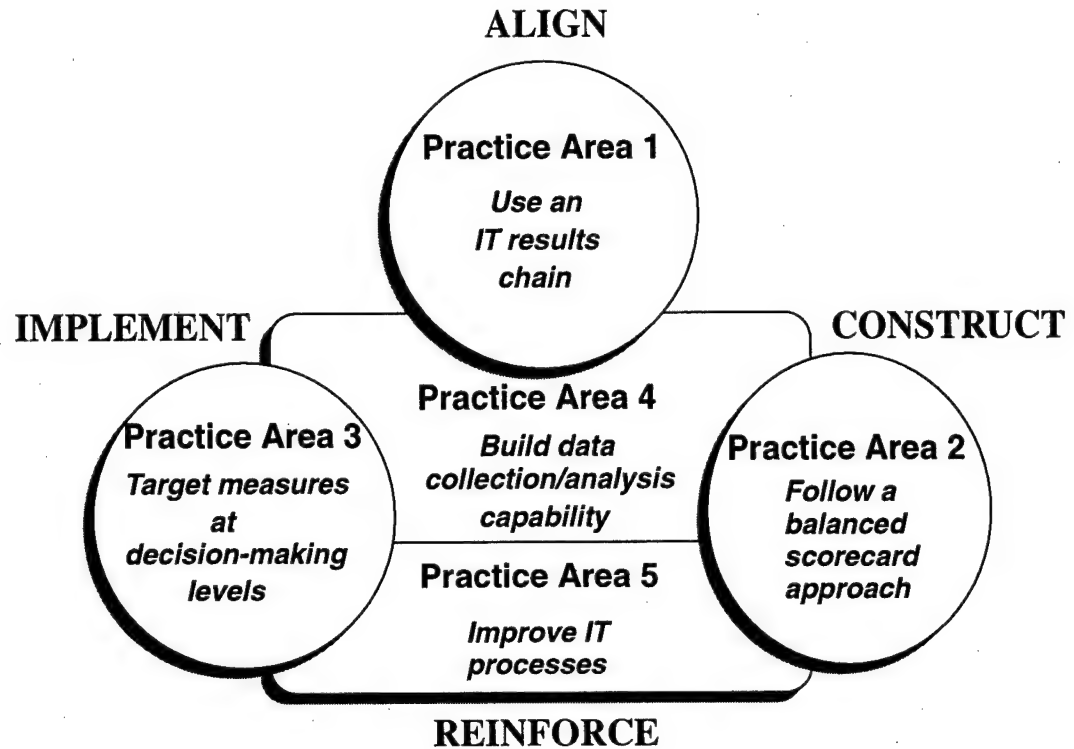 ALIGN
Practice Area 1
Use an
IT results
chain
IMPLEMENT
CONSTRUCT
Practice Area 3
Target measures
at
decision-making
levels
Practice Area 4
Build data
collection/analysis
capability
Practice Area 2
Follow a
balanced
scorecard
approach
Practice Area 5
Improve IT
processes
REINFORCE